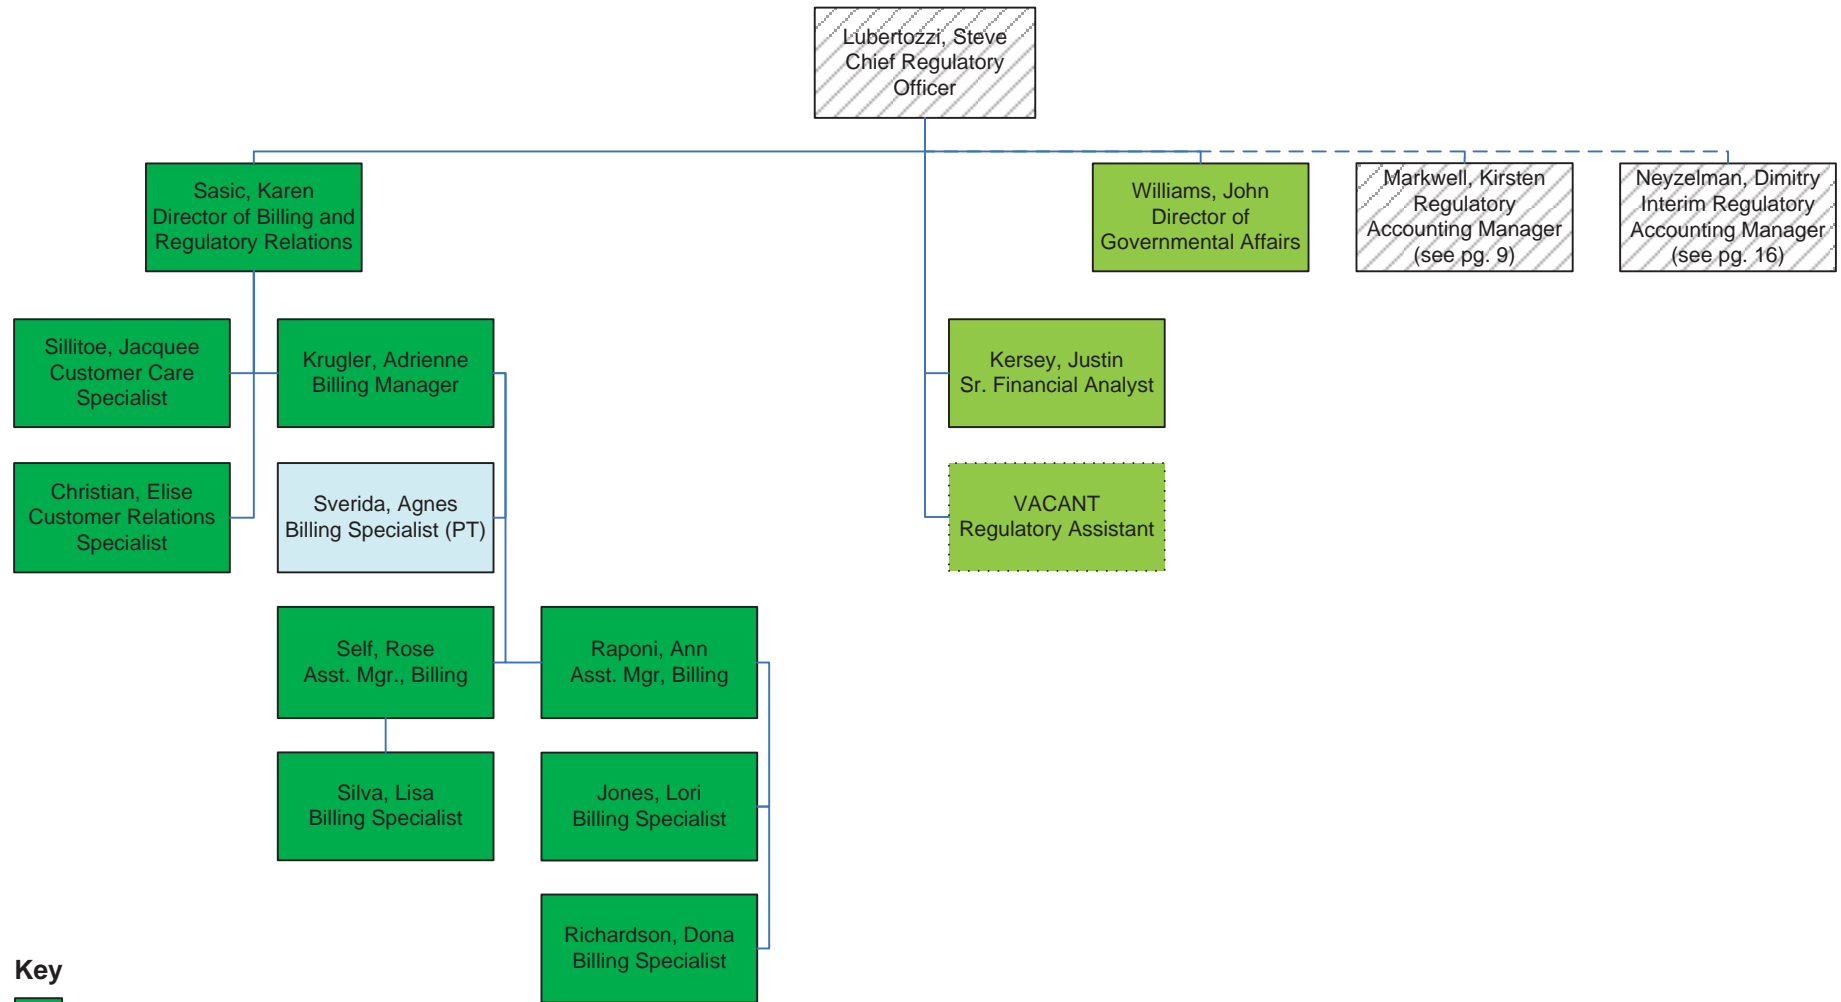 Lubertozzi, Steve
Chief Regulatory
Officer
Sasic, Karen
Director of Billing and
Regulatory Relations
Williams, John
Director of
Governmental Affairs
Markwell, Kirsten
Regulatory
Accounting Manager
(see pg. 9)
Neyzelman, Dimitry
Interim Regulatory
Accounting Manager
(see pg. 16)
Sillitoe, Jacquee
Customer Care
Specialist
Krugler, Adrienne
Billing Manager
Kersey, Justin
Sr. Financial Analyst
Christian, Elise
Customer Relations
Specialist
Sverida, Agnes
Billing Specialist (PT)
VACANT
Regulatory Assistant
Self, Rose
Asst. Mgr., Billing
Raponi, Ann
Asst. Mgr, Billing
Silva, Lisa
Billing Specialist
Jones, Lori
Billing Specialist
Richardson, Dona
Billing Specialist
Key